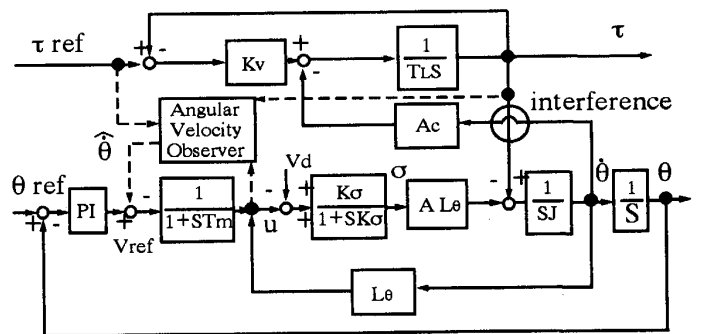 τ ref
+ -
Kv
+ -
1
TLS
τ
Angular
Velocity
Observer
Ac
interference
θ̇̂
θ ref
+ -
PI
-
+
Vref
1
1+STm
-
u
Vd
+
+
Kσ
1+SKσ
σ
A Lθ
- +
1
SJ
θ̇
1
S
θ
Lθ